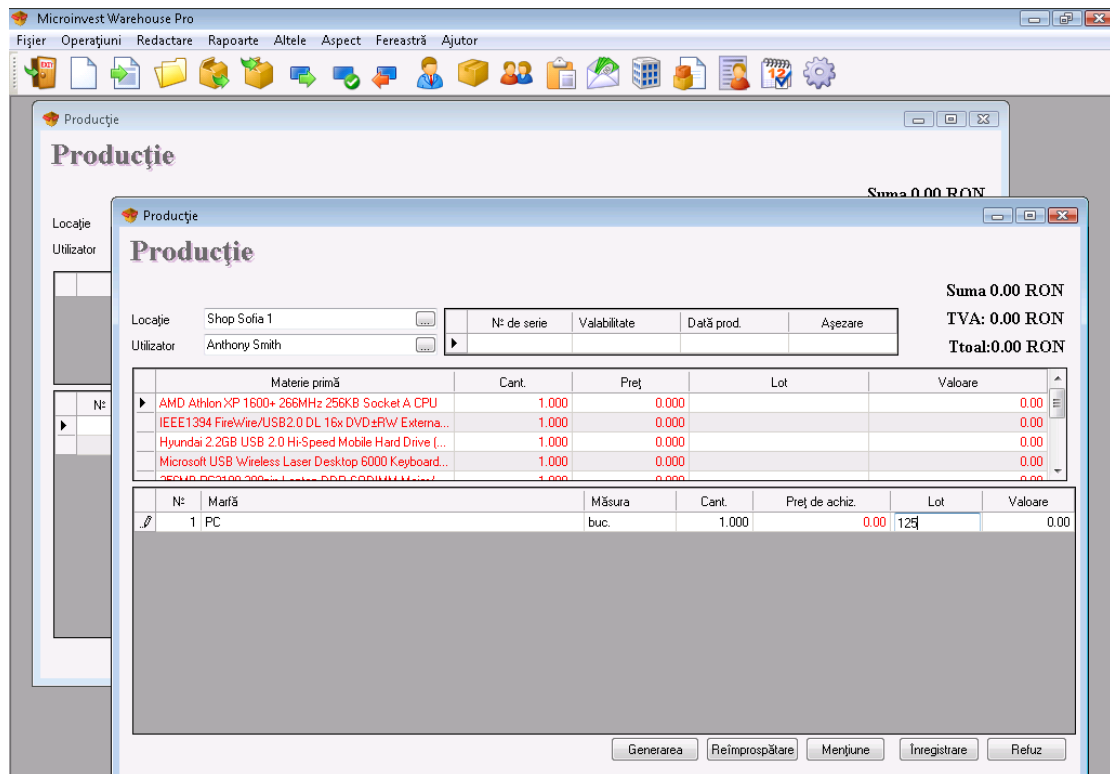 Microinvest Warehouse Pro
Fişier Operaţiuni Redactare Rapoarte Altele Aspect Fereastră Ajutor
EXIT
12
Producţie
Producţie
Suma 0.00 RON
Locaţie
Utilizator
Nº
Producţie
Producţie
Suma 0.00 RON
TVA: 0.00 RON
Ttoal:0.00 RON
Locaţie Shop Sofia 1 ...
Utilizator Anthony Smith ...
Nº de serie Valabilitate Dată prod. Aşezare
Materie primă Cant. Preţ Lot Valoare
AMD Athlon XP 1600+ 266MHz 256KB Socket A CPU 1.000 0.000 0.00
IEEE1394 FireWire/USB2.0 DL 16x DVD±RW Externa... 1.000 0.000 0.00
Hyundai 2.2GB USB 2.0 Hi-Speed Mobile Hard Drive (... 1.000 0.000 0.00
Microsoft USB Wireless Laser Desktop 6000 Keyboard... 1.000 0.000 0.00
Nº Marfă Măsura Cant. Preţ de achiz. Lot Valoare
1 PC buc. 1.000 0.00 125 0.00
Generarea Reîmprospătare Menţiune Înregistrare Refuz